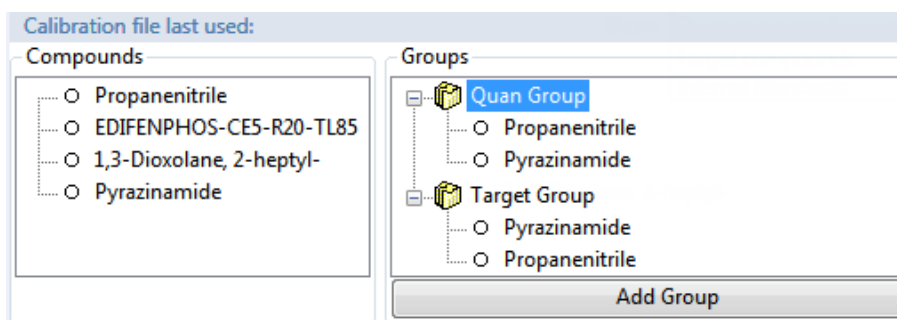 Calibration file last used:
Compounds
Propanenitrile
EDIFENPHOS-CE5-R20-TL85
1,3-Dioxolane, 2-heptyl-
Pyrazinamide
Groups
Quan Group
Propanenitrile
Pyrazinamide
Target Group
Pyrazinamide
Propanenitrile
Add Group